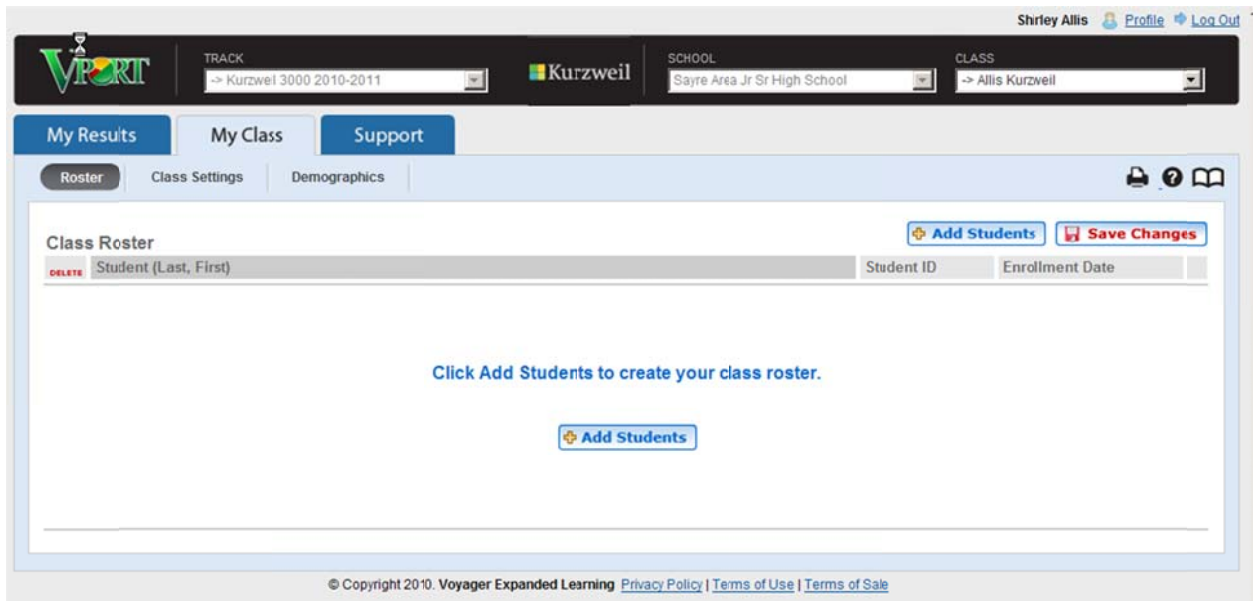 Shirley Allis Profile Log Out
VPORT
TRACK
-> Kurzweil 3000 2010-2011
Kurzweil
SCHOOL
Sayre Area Jr Sr High School
CLASS
-> Allis Kurzweil
My Results My Class Support
Roster Class Settings Demographics
Class Roster
Add Students Save Changes
DELETE Student (Last, First) Student ID Enrollment Date
Click Add Students to create your class roster.
Add Students
© Copyright 2010. Voyager Expanded Learning Privacy Policy | Terms of Use | Terms of Sale